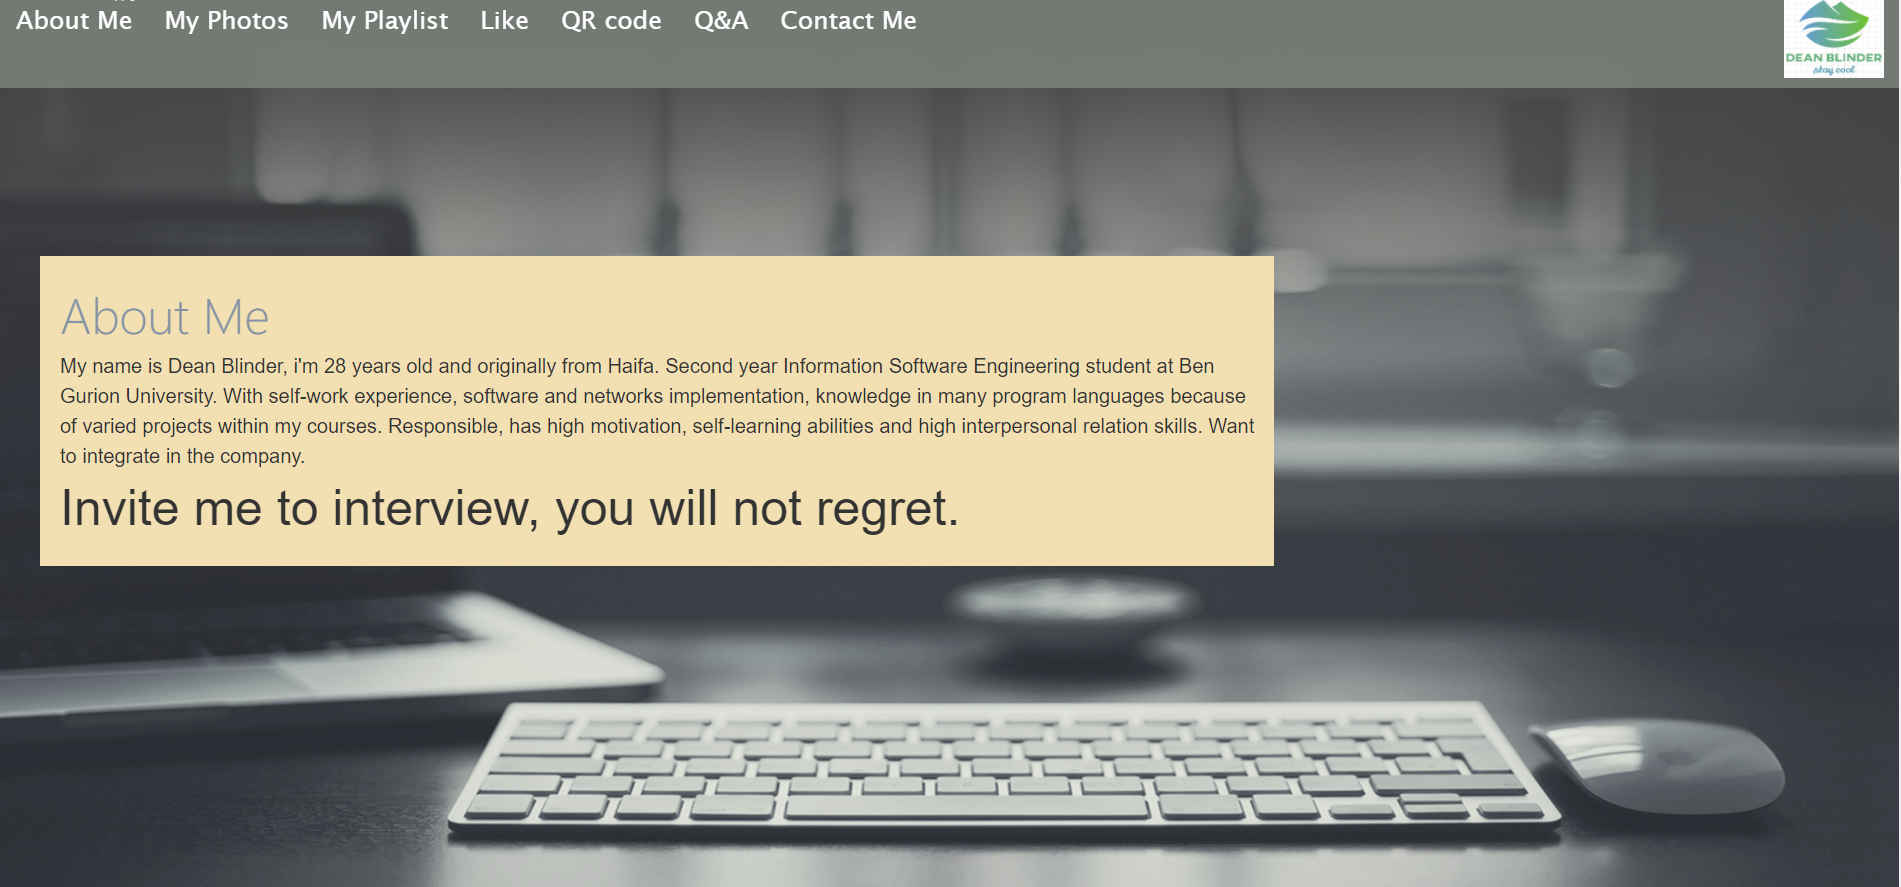 About Me My Photos My Playlist Like QR code Q&A Contact Me
DEAN BLINDER
stay cool
About Me
My name is Dean Blinder, i'm 28 years old and originally from Haifa. Second year Information Software Engineering student at Ben
Gurion University. With self-work experience, software and networks implementation, knowledge in many program languages because
of varied projects within my courses. Responsible, has high motivation, self-learning abilities and high interpersonal relation skills. Want
to integrate in the company.
Invite me to interview, you will not regret.